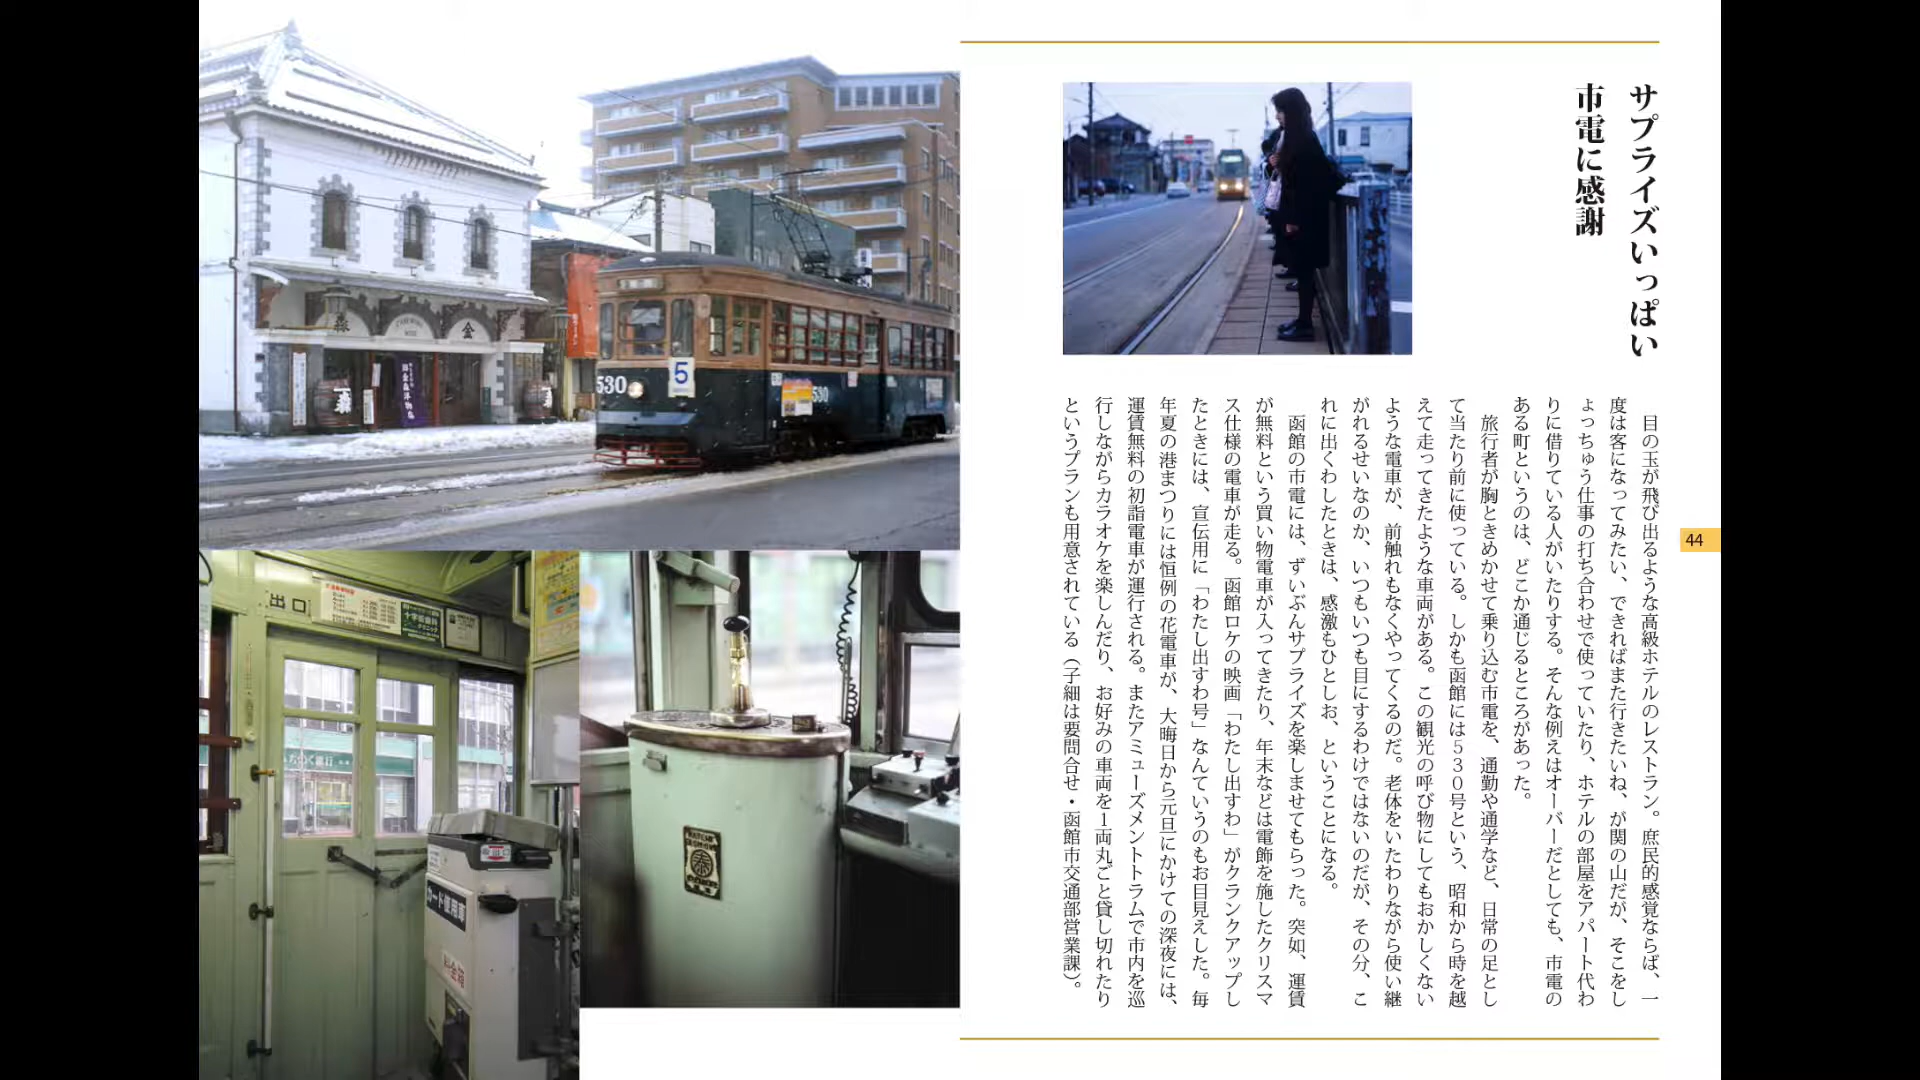 サプライズいっぱい
市電に感謝
目の玉が飛び出るような高級ホテルのレストラン。庶民的感覚ならば、一
度は客になってみたい、できればまた行きたいね、が関の山だが、そこをし
ょっちゅう仕事の打ち合わせで使っていたり、ホテルの部屋をアパート代わ
りに借りている人がいたりする。そんな例えはオーバーだとしても、市電の
ある町というのは、どこか通じるところがあった。
旅行者が胸ときめかせて乗り込む市電を、通勤や通学など、日常の足とし
て当たり前に使っている。しかも函館には530号という、昭和から時を越
えて走ってきたような車両がある。この観光の呼び物にしてもおかしくない
ような電車が、前触れもなくやってくるのだ。老体をいたわりながら使い継
がれるせいなのか、いつもいつも目にするわけではないのだが、その分、こ
れに出くわしたときは、感激もひとしお、ということになる。
函館の市電には、ずいぶんサプライズを楽しませてもらった。突如、運賃
が無料という買い物電車が入ってきたり、年末などは電飾を施したクリスマ
ス仕様の電車が走る。函館ロケの映画「わたし出すわ」がクランクアップし
たときには、宣伝用に「わたし出すわ号」なんていうのもお目見えした。毎
年夏の港まつりには恒例の花電車が、大晦日から元旦にかけての深夜には、
運賃無料の初詣電車が運行される。またアミューズメントトラムで市内を巡
行しながらカラオケを楽しんだり、お好みの車両を1両丸ごと貸し切れたり
というプランも用意されている（子細は要問合せ・函館市交通部営業課）。
44
森
金
530
5
530
出口
十字街歯科
クリニック
カード使用可
金箱